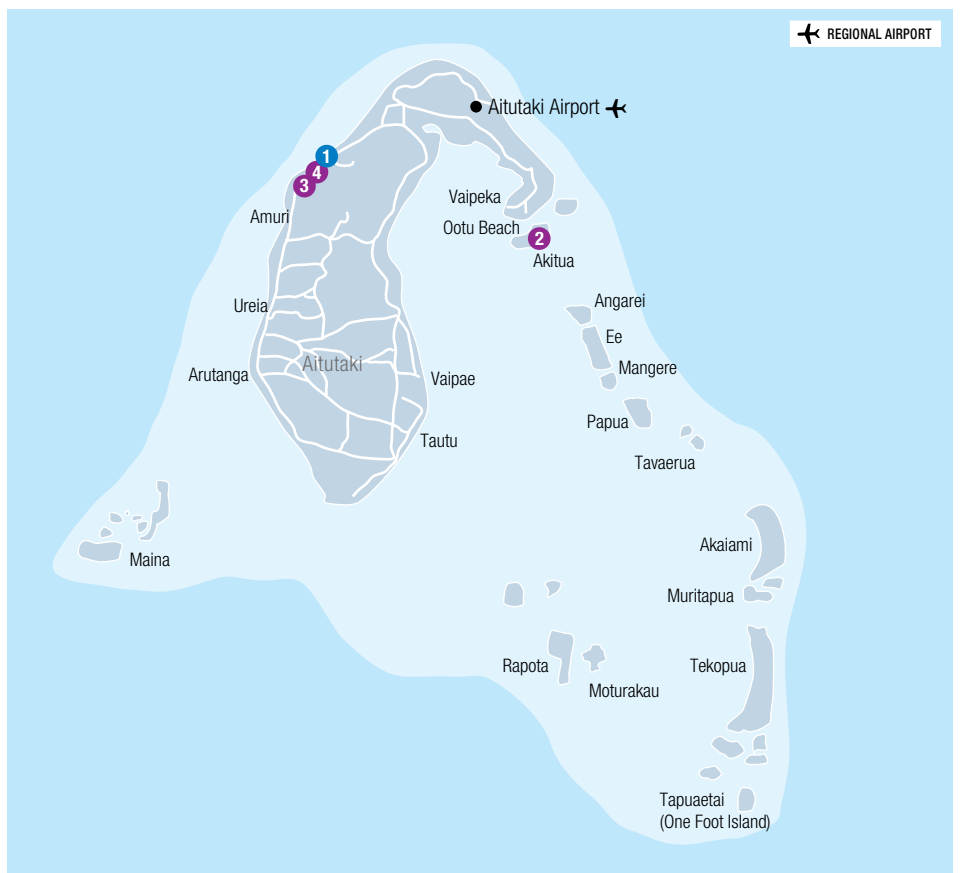 REGIONAL AIRPORT
Aitutaki Airport
1
4
3
Vaipeka
Amuri
Ootu Beach
2
Akitua
Angarei
Ureia
Ee
Aitutaki
Mangere
Arutanga
Vaipae
Papua
Tautu
Tavaerua
Akaiami
Maina
Muritapua
Rapota
Tekopua
Moturakau
Tapuaetai
(One Foot Island)